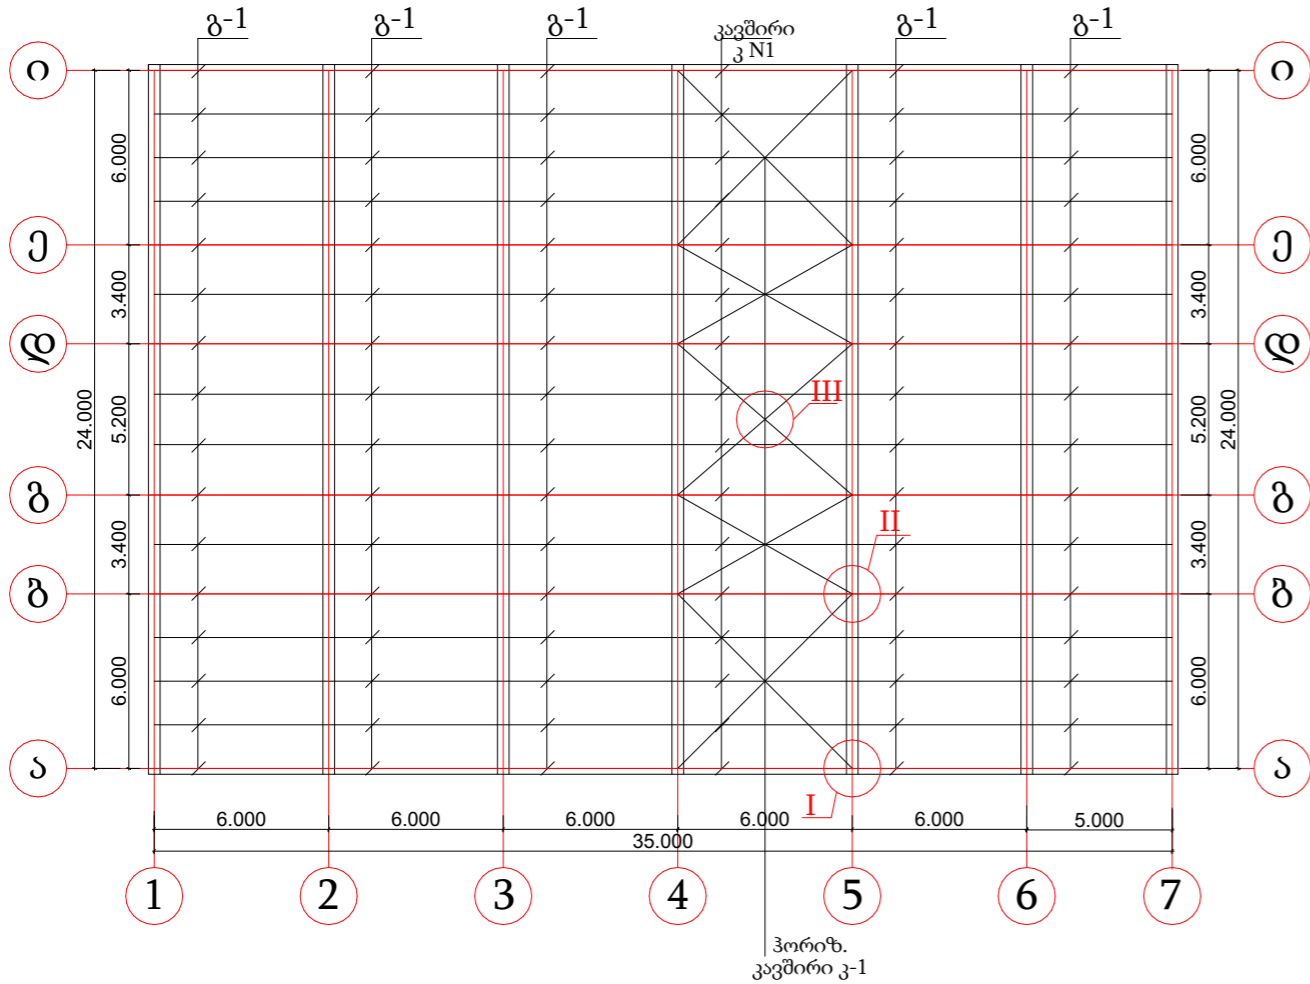 გ-1 გ-1 გ-1 კავშირი გ-1 გ-1
კ N1
ი ი
6.000 6.000
ე ე
3.400 3.400
დ დ
24.000 5.200 III 5.200 24.000
გ გ
3.400 II 3.400
ბ ბ
6.000 6.000
ა ა
I
6.000 6.000 6.000 6.000 6.000 5.000
35.000
1 2 3 4 5 6 7
ჰორიზ.
კავშირი კ-1